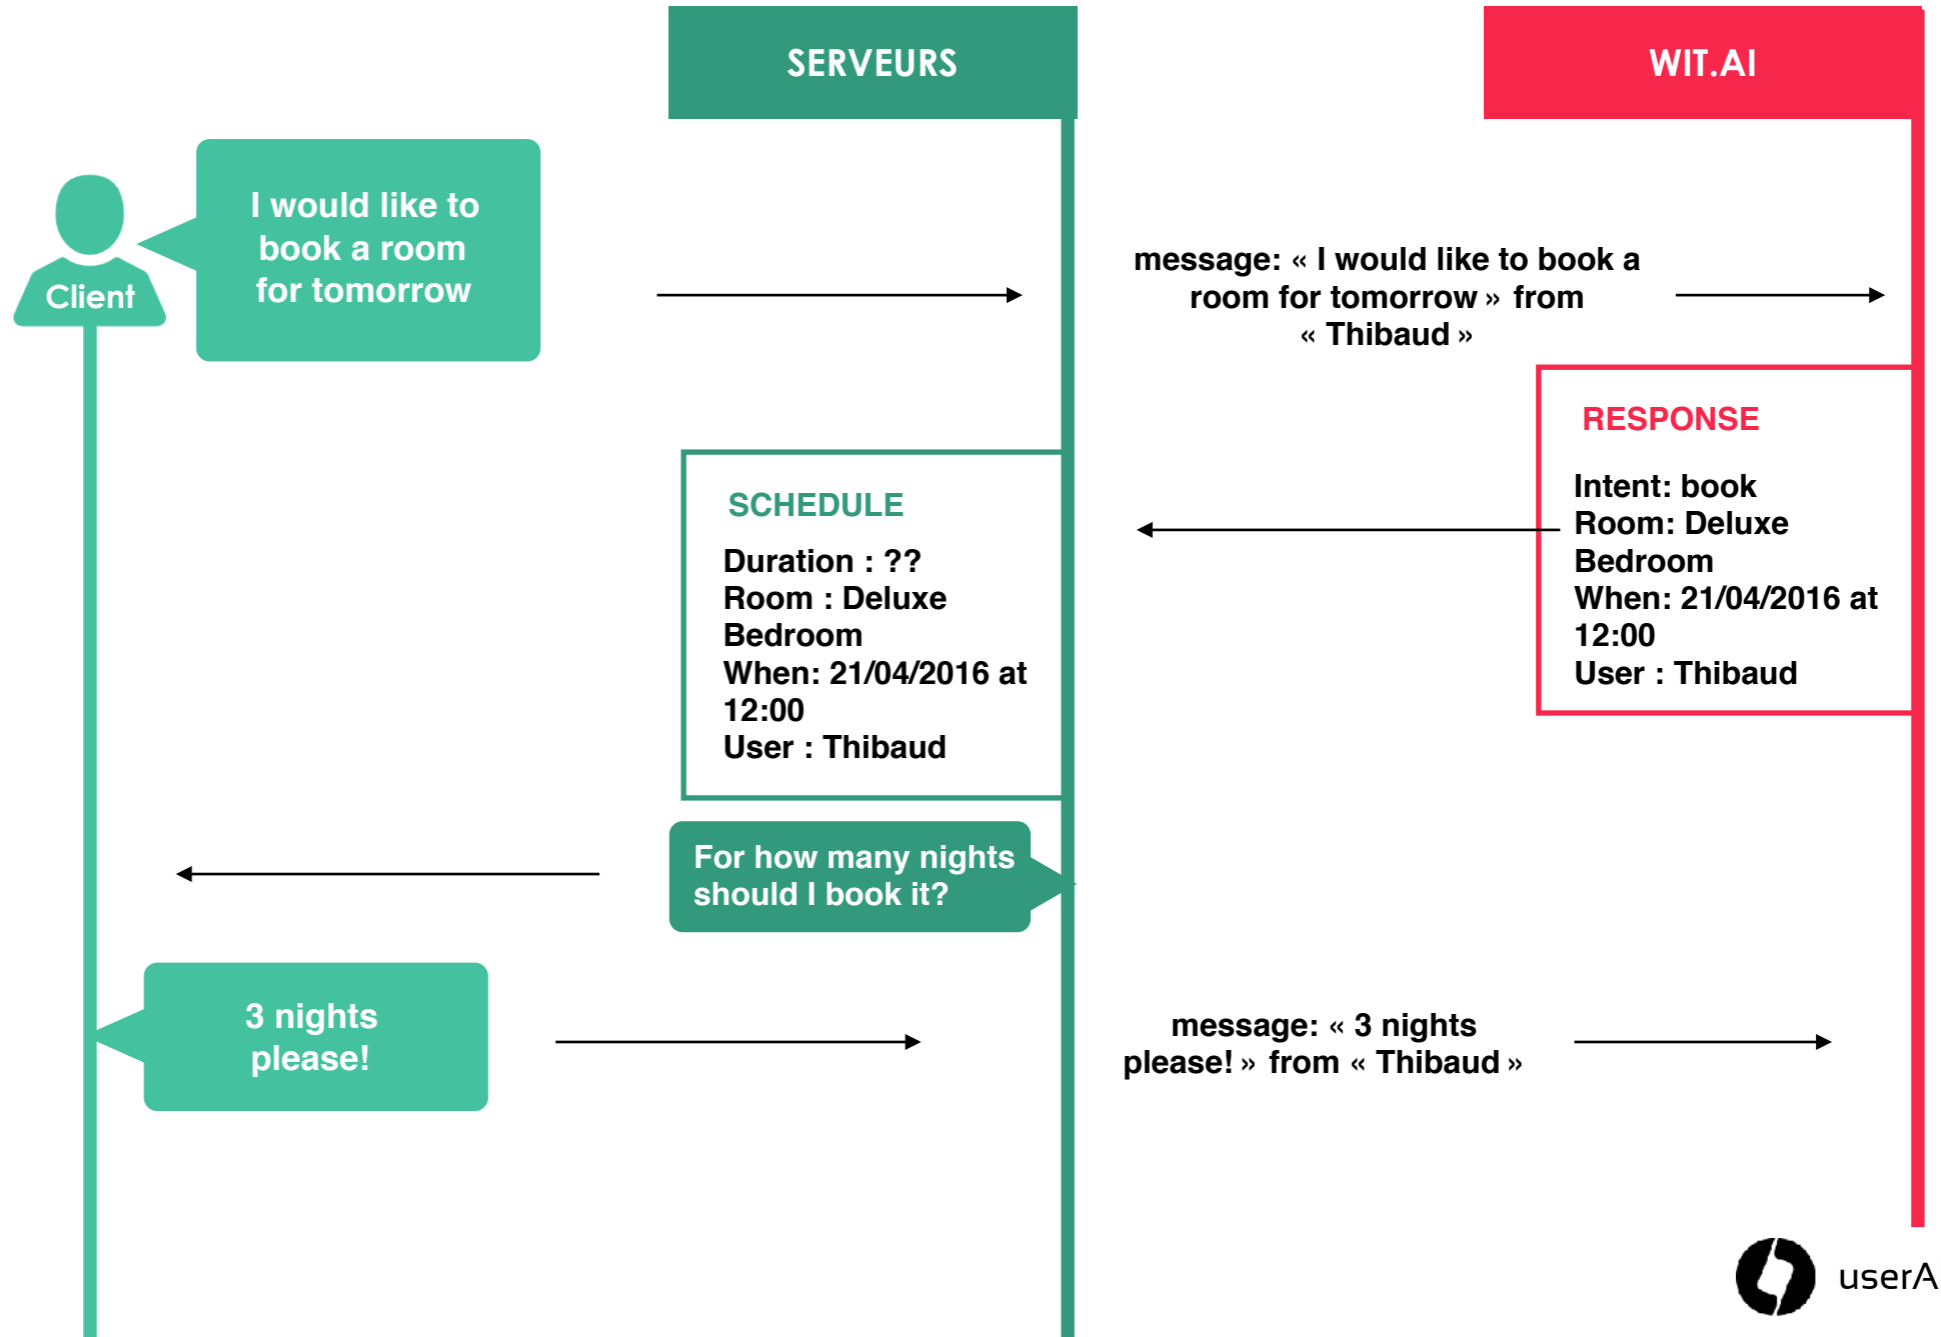 SERVEURS
WIT.AI
I would like to
book a room
for tomorrow
Client
message: « I would like to book a
room for tomorrow » from
« Thibaud »
RESPONSE
Intent: book
Room: Deluxe
Bedroom
When: 21/04/2016 at
12:00
User : Thibaud
SCHEDULE
Duration : ??
Room : Deluxe
Bedroom
When: 21/04/2016 at
12:00
User : Thibaud
For how many nights
should I book it?
3 nights
please!
message: « 3 nights
please! » from « Thibaud »
userA